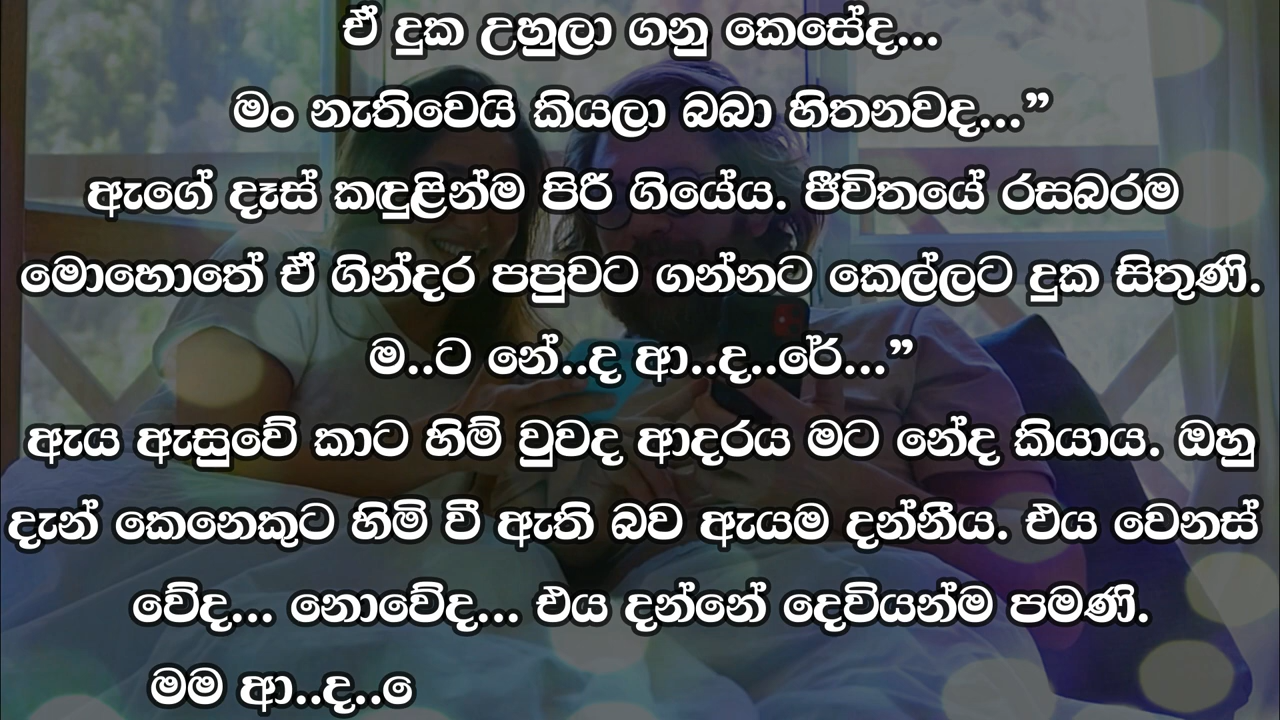 ඒ දුක උහුලා ගනු කෙසේද...
මං නැතිවෙයි කියලා බබා හිතනවද...”
ඇගේ දෑස් කඳුළින්ම පිරී ගියේය. ජීවිතයේ රසබරම
මොහොතේ ඒ ගින්දර පපුවට ගන්නට කෙල්ලට දුක සිතුණි.
ම..ට නේ..ද ආ..ද..රේ...”
ඇය ඇසුවේ කාට හිමි වුවද ආදරය මට නේද කියාය. ඔහු
දැන් කෙනෙකුට හිමි වී ඇති බව ඇයම දන්නීය. එය වෙනස්
වේද... නොවේද... එය දන්නේ දෙවියන්ම පමණි.
මම ආ..ද..ෙ